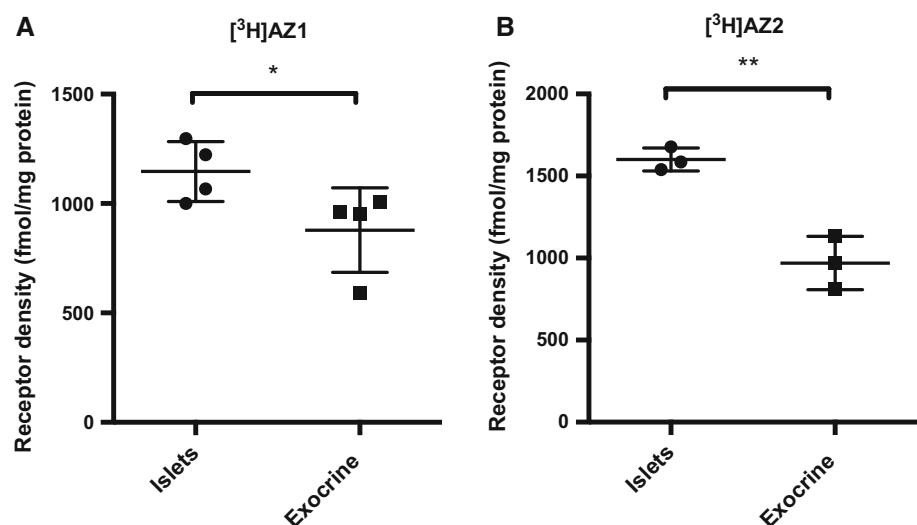 A
[³H]AZ1
*
Receptor density (fmol/mg protein)
1500
1000
500
0
Islets
Exocrine
B
[³H]AZ2
**
Receptor density (fmol/mg protein)
2000
1500
1000
500
0
Islets
Exocrine